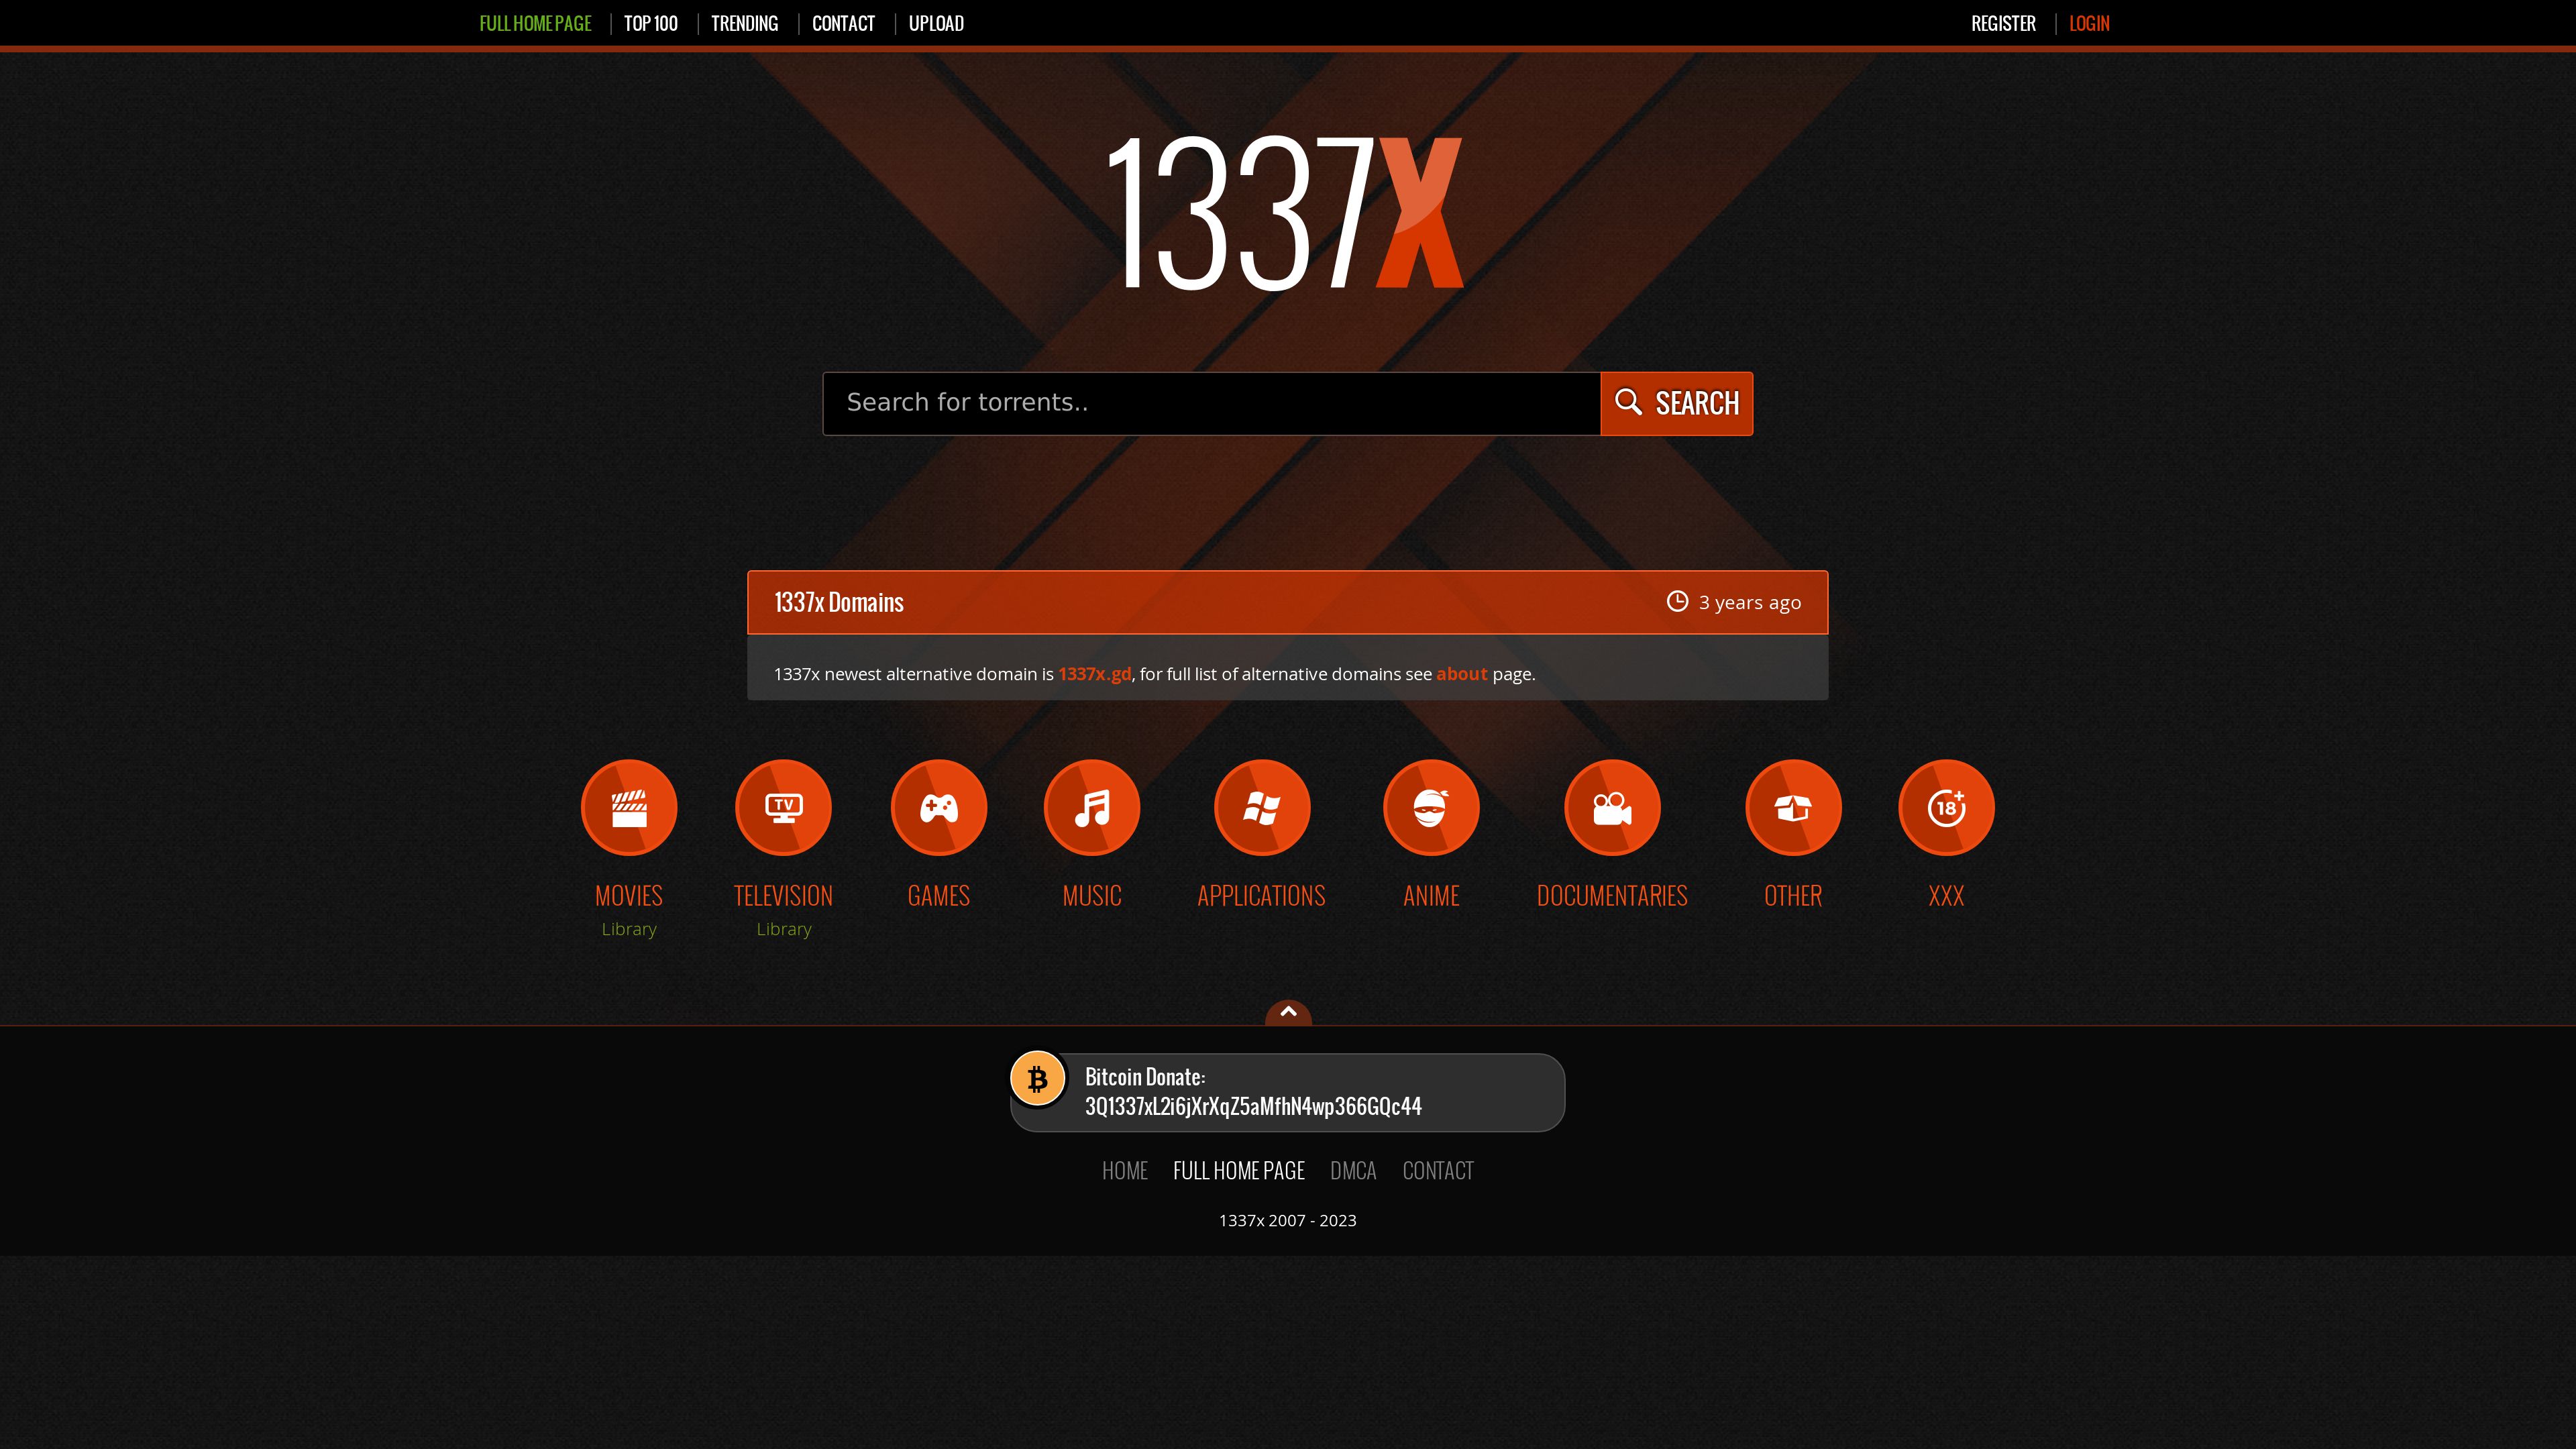 FULL HOME PAGE TOP 100 TRENDING CONTACT UPLOAD REGISTER LOGIN
1337X
Search for torrents.. SEARCH
1337x Domains 3 years ago
1337x newest alternative domain is 1337x.gd, for full list of alternative domains see about page.
TV 18+
MOVIES TELEVISION GAMES MUSIC APPLICATIONS ANIME DOCUMENTARIES OTHER XXX
Library Library
Bitcoin Donate:
3Q1337xL2i6jXrXqZ5aMfhN4wp366GQc44
HOME FULL HOME PAGE DMCA CONTACT
1337x 2007 - 2023